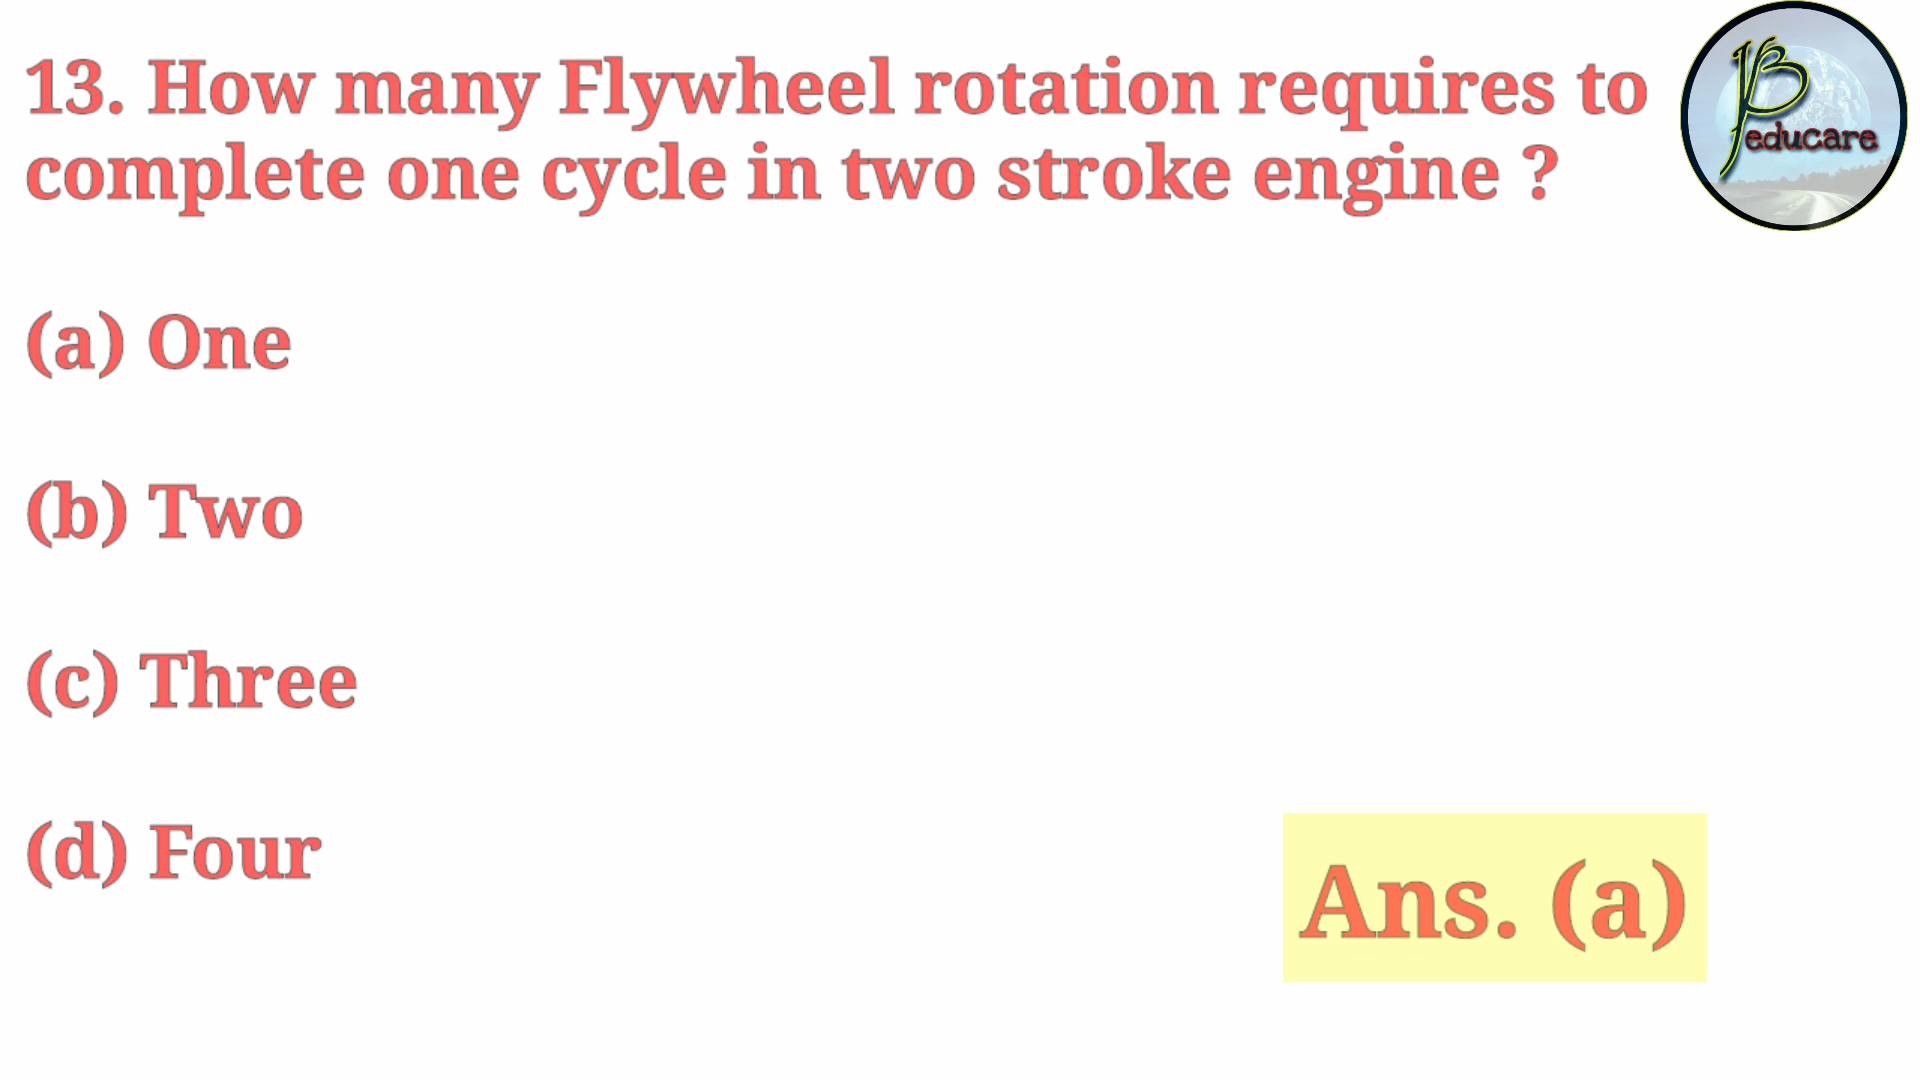 13. How many Flywheel rotation requires to
complete one cycle in two stroke engine ?
(a) One
(b) Two
(c) Three
(d) Four
Ans. (a)
educare